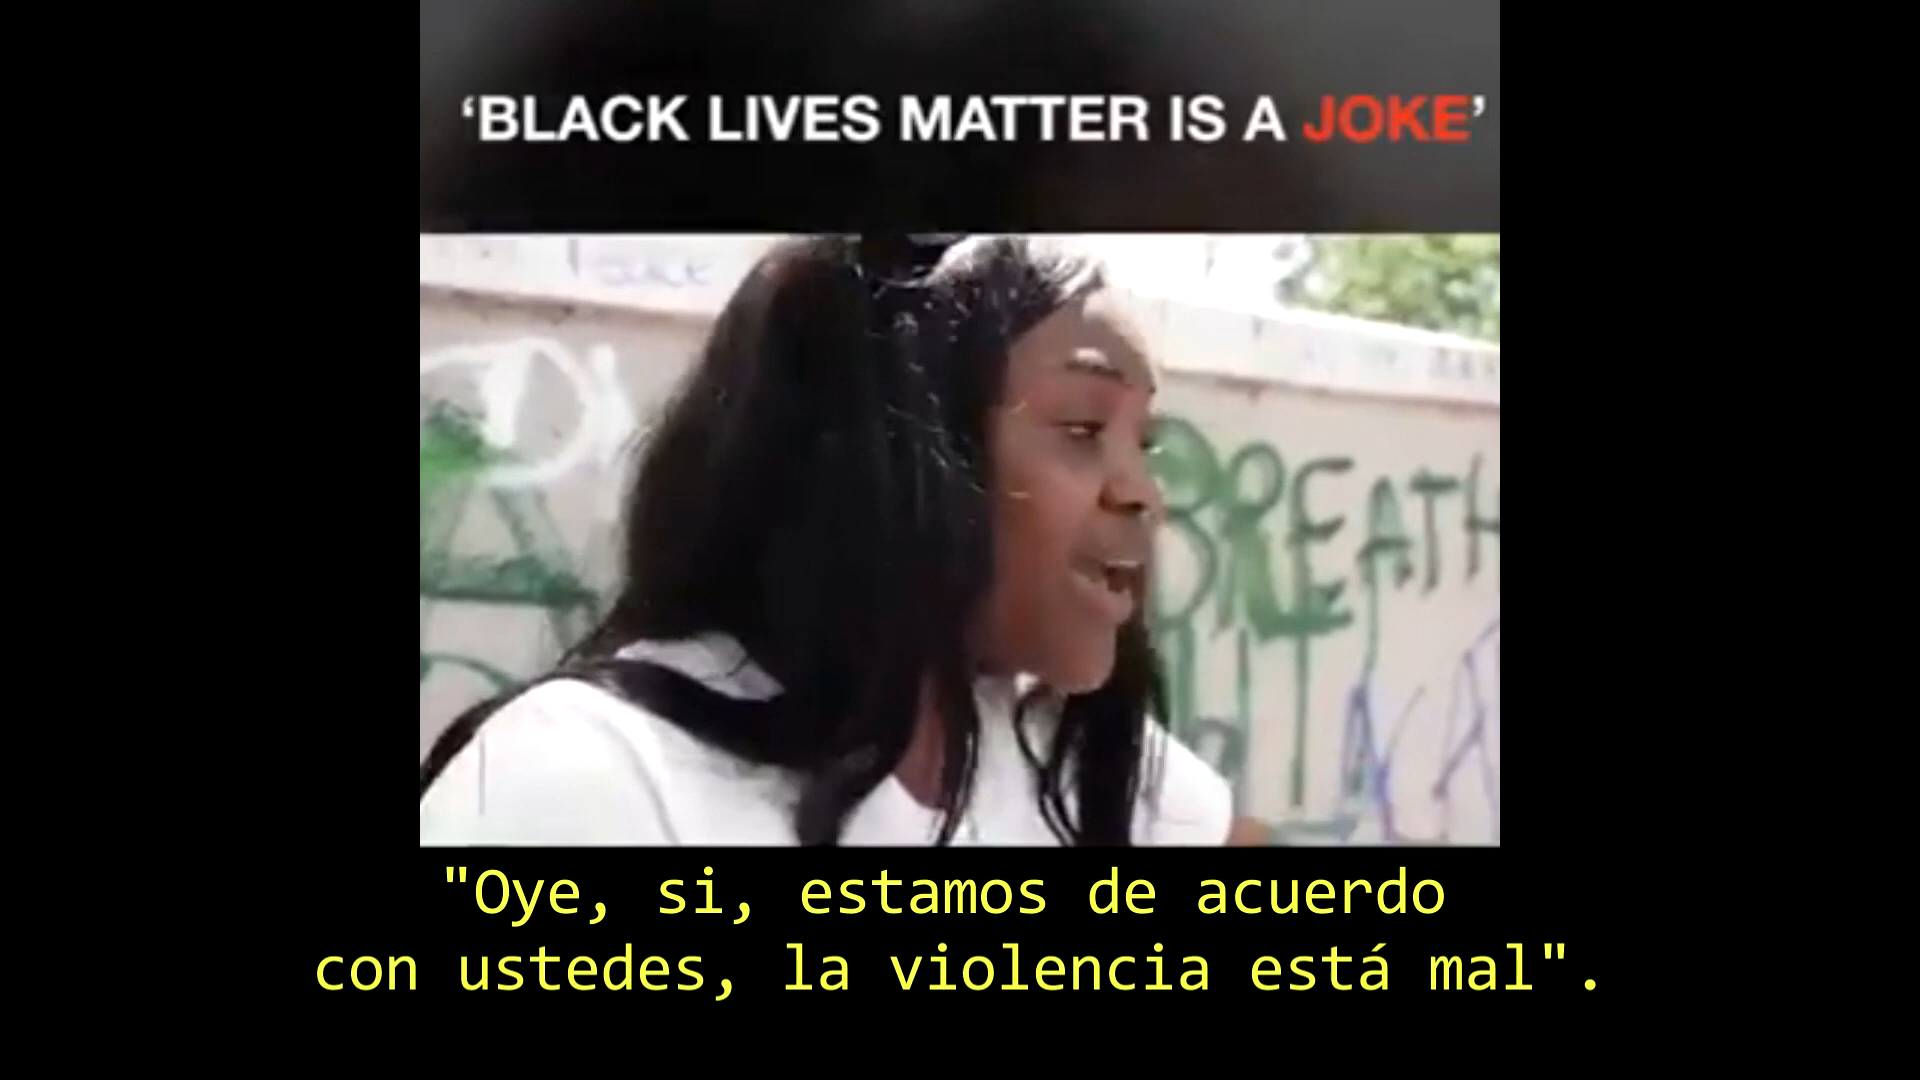 ‘BLACK LIVES MATTER IS A JOKE’
BREATH
"Oye, si, estamos de acuerdo
con ustedes, la violencia está mal".